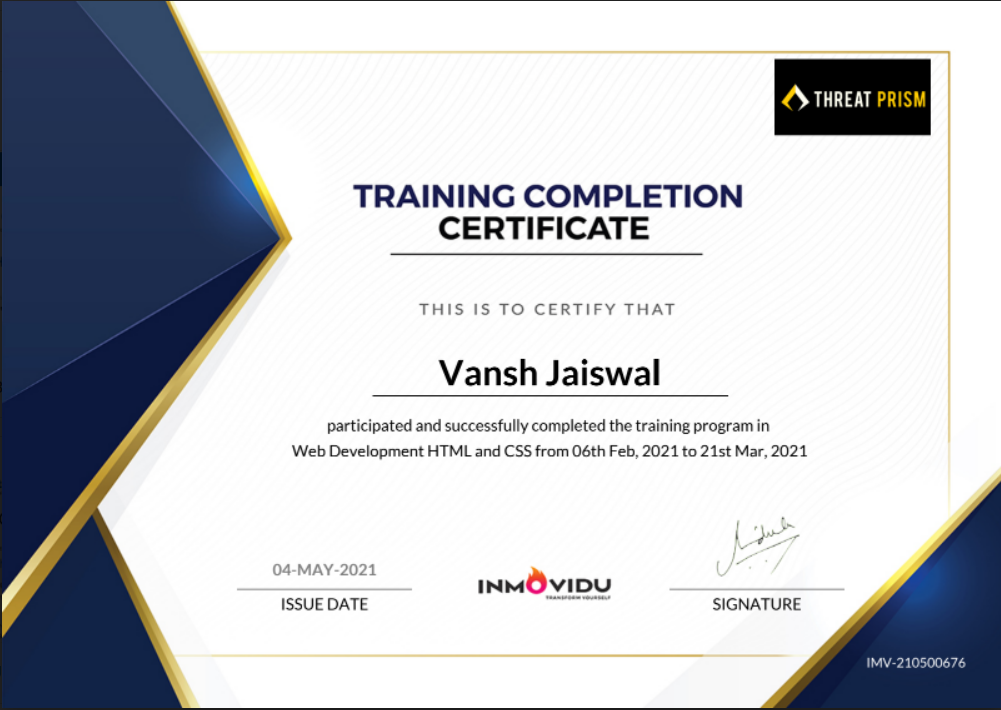 THREAT PRISM
TRAINING COMPLETION
CERTIFICATE
THIS IS TO CERTIFY THAT
Vansh Jaiswal
participated and successfully completed the training program in
Web Development HTML and CSS from 06th Feb, 2021 to 21st Mar, 2021
04-MAY-2021
ISSUE DATE
INMOVIDU
TRANSFORM YOURSELF
SIGNATURE
IMV-210500676